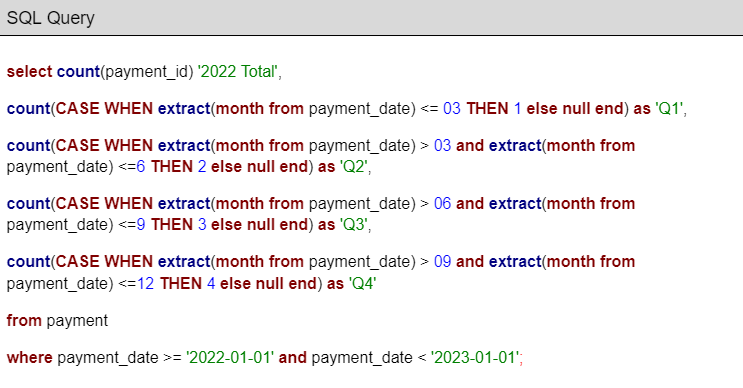 SQL Query
select count(payment_id) '2022 Total',
count(CASE WHEN extract(month from payment_date) <= 03 THEN 1 else null end) as 'Q1',
count(CASE WHEN extract(month from payment_date) > 03 and extract(month from
payment_date) <=6 THEN 2 else null end) as 'Q2',
count(CASE WHEN extract(month from payment_date) > 06 and extract(month from
payment_date) <=9 THEN 3 else null end) as 'Q3',
count(CASE WHEN extract(month from payment_date) > 09 and extract(month from
payment_date) <=12 THEN 4 else null end) as 'Q4'
from payment
where payment_date >= '2022-01-01' and payment_date < '2023-01-01';